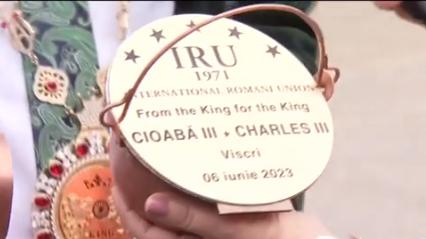 IRU
1971
INTERNATIONAL ROMANI UNION
From the King for the King
CIOABĂ III ★ CHARLES III
Viscri
06 iunie 2023
KING